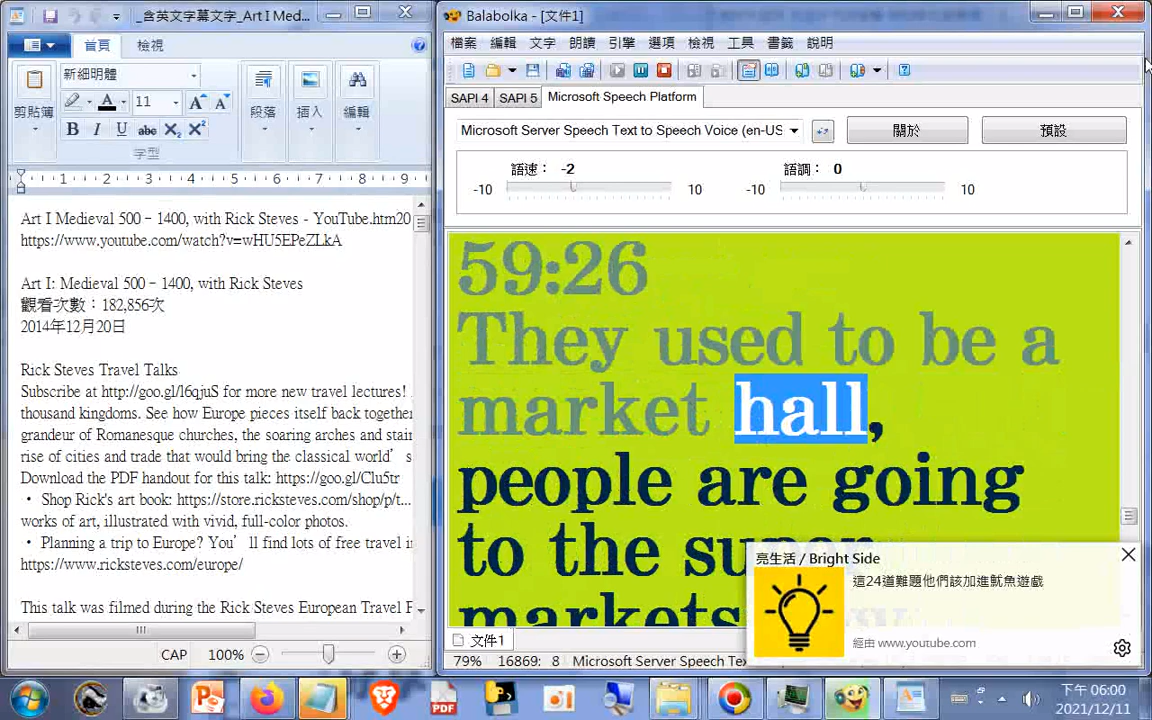 _含英文字幕文字_Art I Med...
首頁 檢視
新細明體
11
剪貼簿
字型
段落
插入
編輯
1 2 3 4 5 6 7 8 9
Art I Medieval 500 – 1400, with Rick Steves - YouTube.htm20
https://www.youtube.com/watch?v=wHU5EPeZLkA
Art I: Medieval 500 – 1400, with Rick Steves
觀看次數：182,856次
2014年12月20日
Rick Steves Travel Talks
Subscribe at http://goo.gl/l6qjuS for more new travel lectures!
thousand kingdoms. See how Europe pieces itself back together
grandeur of Romanesque churches, the soaring arches and stain
rise of cities and trade that would bring the classical world’s
Download the PDF handout for this talk: https://goo.gl/Clu5tr
• Shop Rick's art book: https://store.ricksteves.com/shop/p/t...
works of art, illustrated with vivid, full-color photos.
• Planning a trip to Europe? You’ll find lots of free travel in
https://www.ricksteves.com/europe/
This talk was filmed during the Rick Steves European Travel F
CAP 100%
Balabolka - [文件1]
檔案 編輯 文字 朗讀 引擎 選項 檢視 工具 書籤 說明
SAPI 4 SAPI 5 Microsoft Speech Platform
Microsoft Server Speech Text to Speech Voice (en-US
關於 預設
語速： -2 語調： 0
-10 10 -10 10
59:26
They used to be a
market hall,
people are going
to the super
markets
文件1
79% 16869: 8 Microsoft Server Speech Te
亮生活 / Bright Side
這24道難題他們該加進魷魚遊戲
經由 www.youtube.com
下午 06:00
2021/12/11